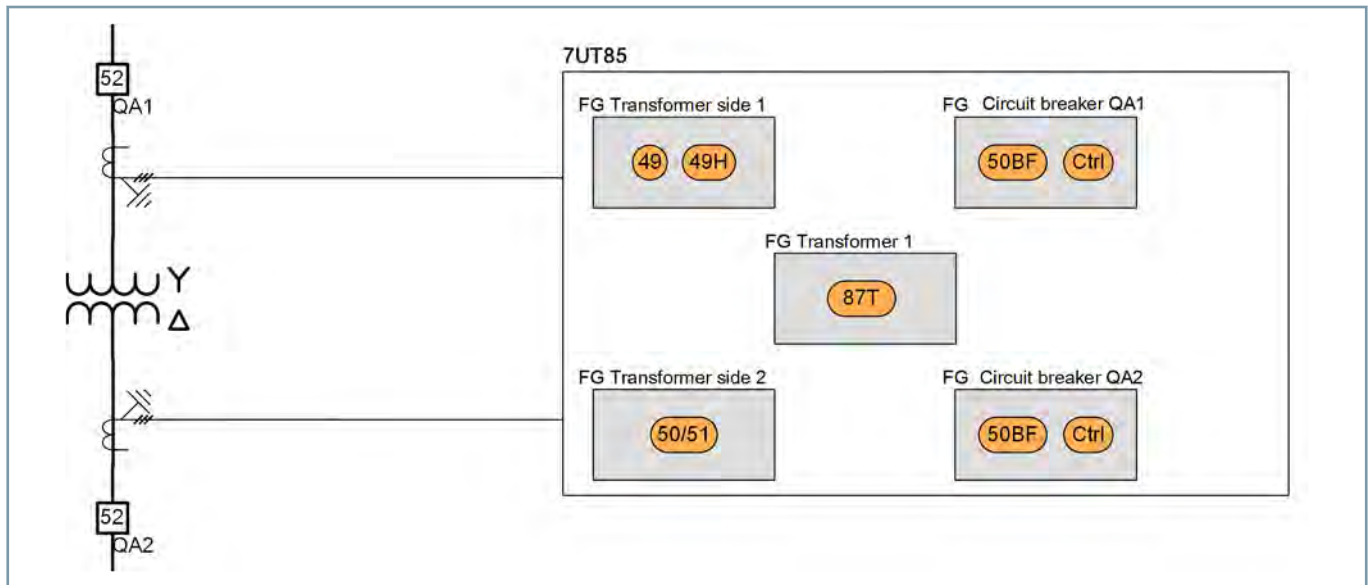 7UT85
52
QA1
FG Transformer side 1
FG Circuit breaker QA1
49 49H
50BF Ctrl
FG Transformer 1
87T
Y
Δ
FG Transformer side 2
FG Circuit breaker QA2
50/51
50BF Ctrl
52
QA2